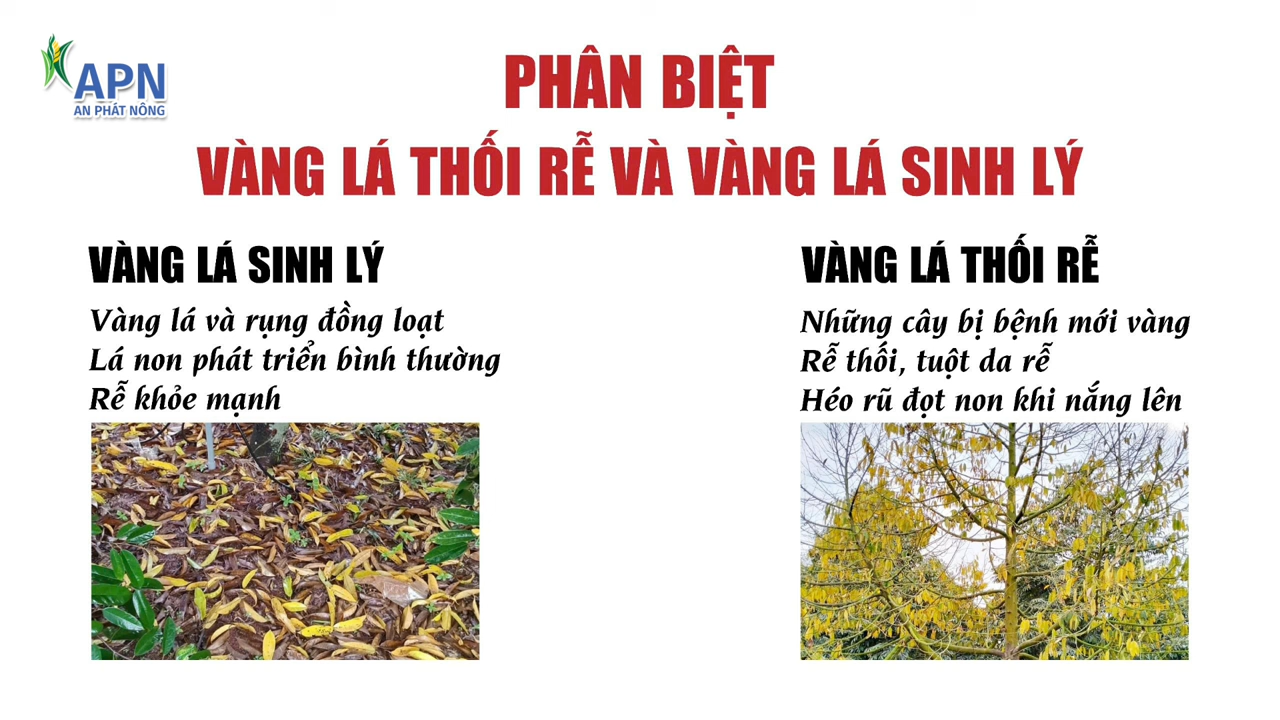 APN
AN PHÁT NÔNG
PHÂN BIỆT
VÀNG LÁ THỐI RỄ VÀ VÀNG LÁ SINH LÝ
VÀNG LÁ SINH LÝ
Vàng lá và rụng đồng loạt
Lá non phát triển bình thường
Rễ khỏe mạnh
VÀNG LÁ THỐI RỄ
Những cây bị bệnh mới vàng
Rễ thối, tuột da rễ
Héo rũ đọt non khi nắng lên